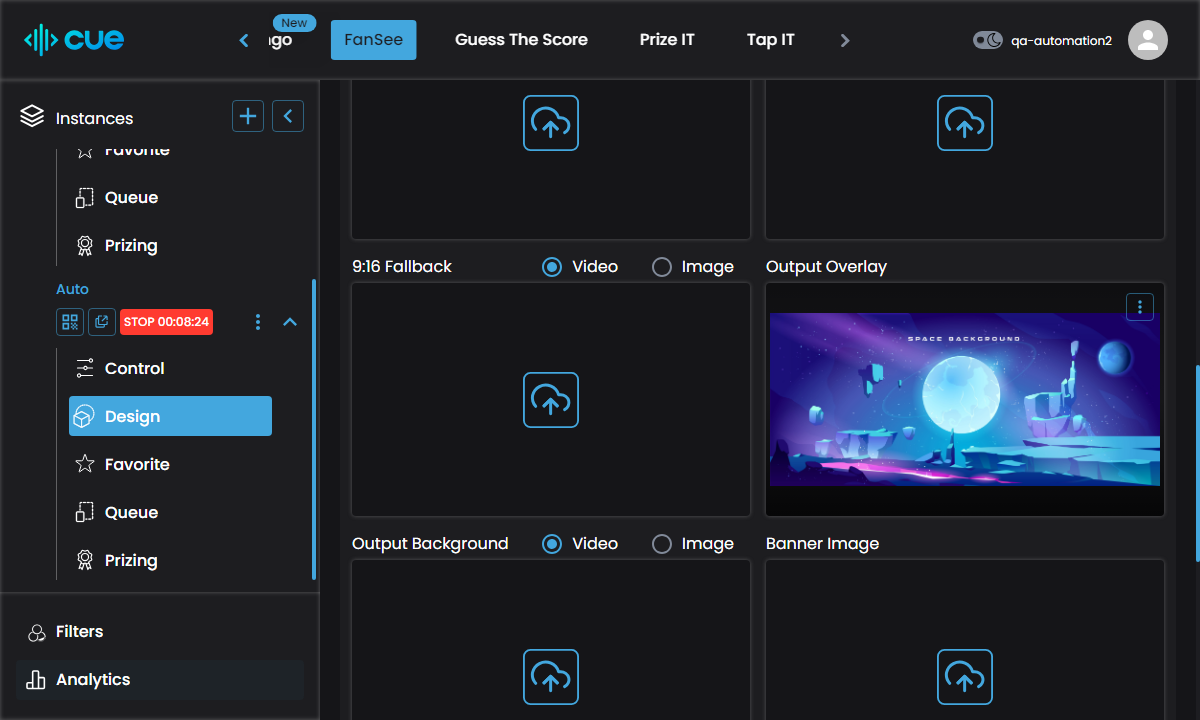 cue
New
FanSee
Guess The Score
Prize IT
Tap IT
qa-automation2
Instances
Favorite
Queue
Prizing
Auto
STOP 00:08:24
Control
Design
Favorite
Queue
Prizing
Filters
Analytics
9:16 Fallback
Video
Image
Output Overlay
SPACE BACKGROUND
Output Background
Video
Image
Banner Image